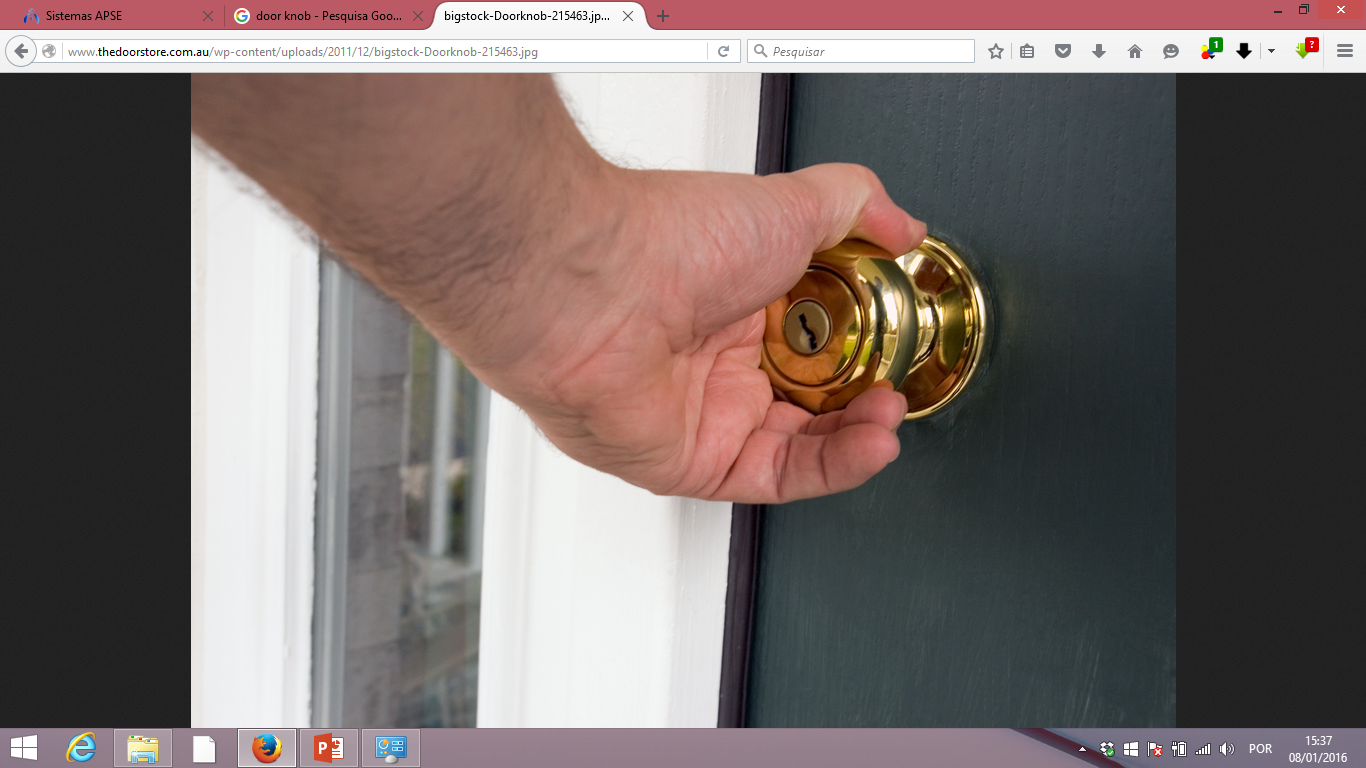 Sistemas APSE
door knob - Pesquisa Goo...
bigstock-Doorknob-215463.jp...
www.thedoorstore.com.au/wp-content/uploads/2011/12/bigstock-Doorknob-215463.jpg
Pesquisar
1
?
POR
15:37
08/01/2016